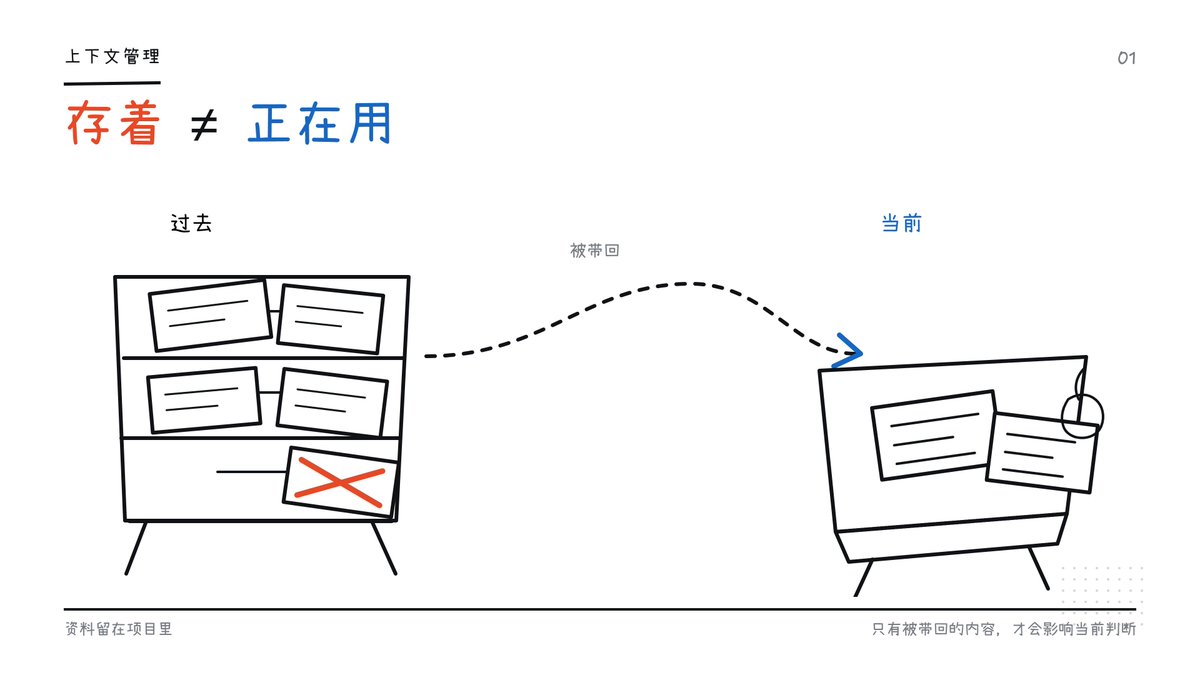 上下文管理
01
存着 ≠ 正在用
过去
当前
被带回
资料留在项目里
只有被带回的内容，才会影响当前判断